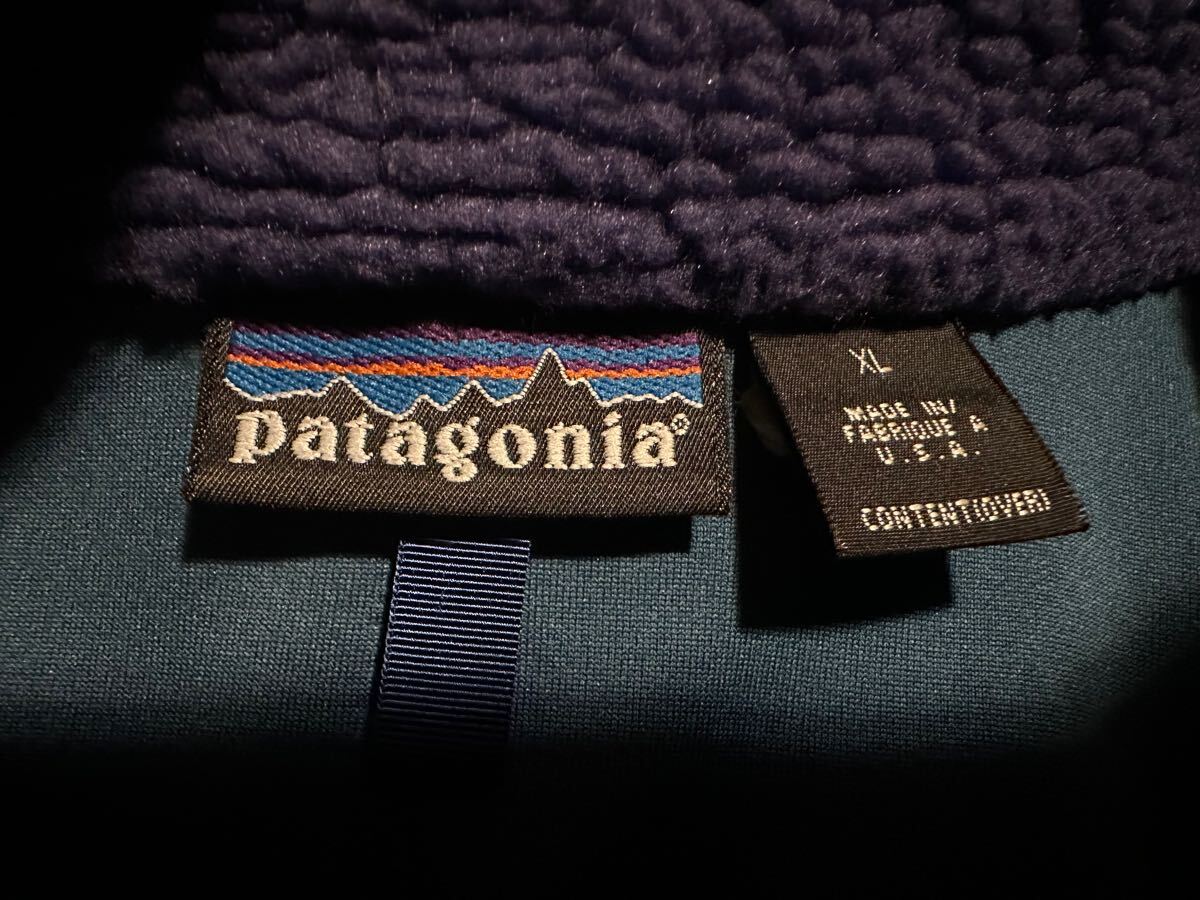 patagonia®
XL
MADE IN/
FABRIQUE A
U.S.A.
CONTENT(OVER)